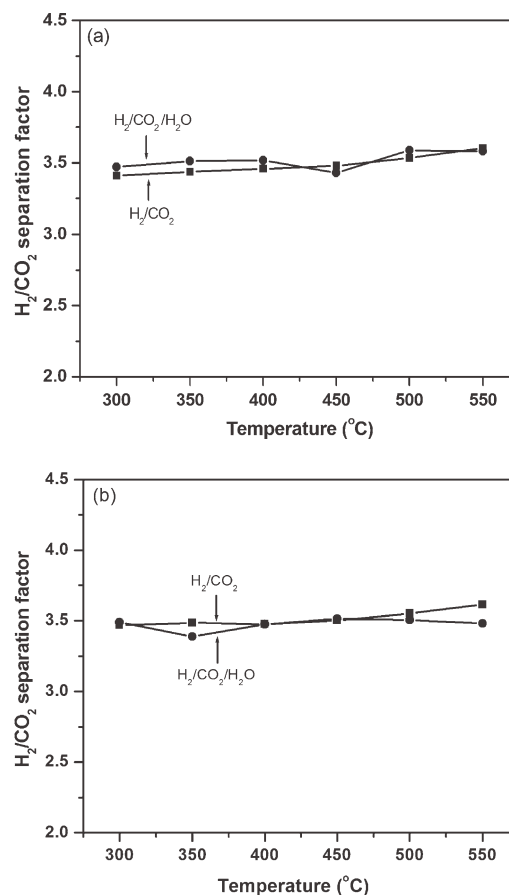 (a)
4.5
4.0
3.5
3.0
2.5
2.0
H₂/CO₂ separation factor
H₂/CO₂/H₂O
H₂/CO₂
300 350 400 450 500 550
Temperature (°C)
(b)
4.5
4.0
3.5
3.0
2.5
2.0
H₂/CO₂ separation factor
H₂/CO₂
H₂/CO₂/H₂O
300 350 400 450 500 550
Temperature (°C)